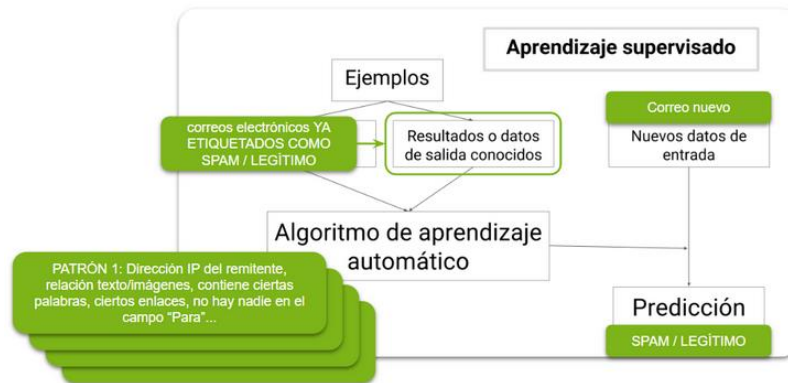 Aprendizaje supervisado
Ejemplos
correos electrónicos YA
ETIQUETADOS COMO
SPAM / LEGÍTIMO
Resultados o datos
de salida conocidos
Correo nuevo
Nuevos datos de
entrada
Algoritmo de aprendizaje
automático
PATRÓN 1: Dirección IP del remitente,
relación texto/imágenes, contiene ciertas
palabras, ciertos enlaces, no hay nadie en el
campo “Para”...
Predicción
SPAM / LEGÍTIMO